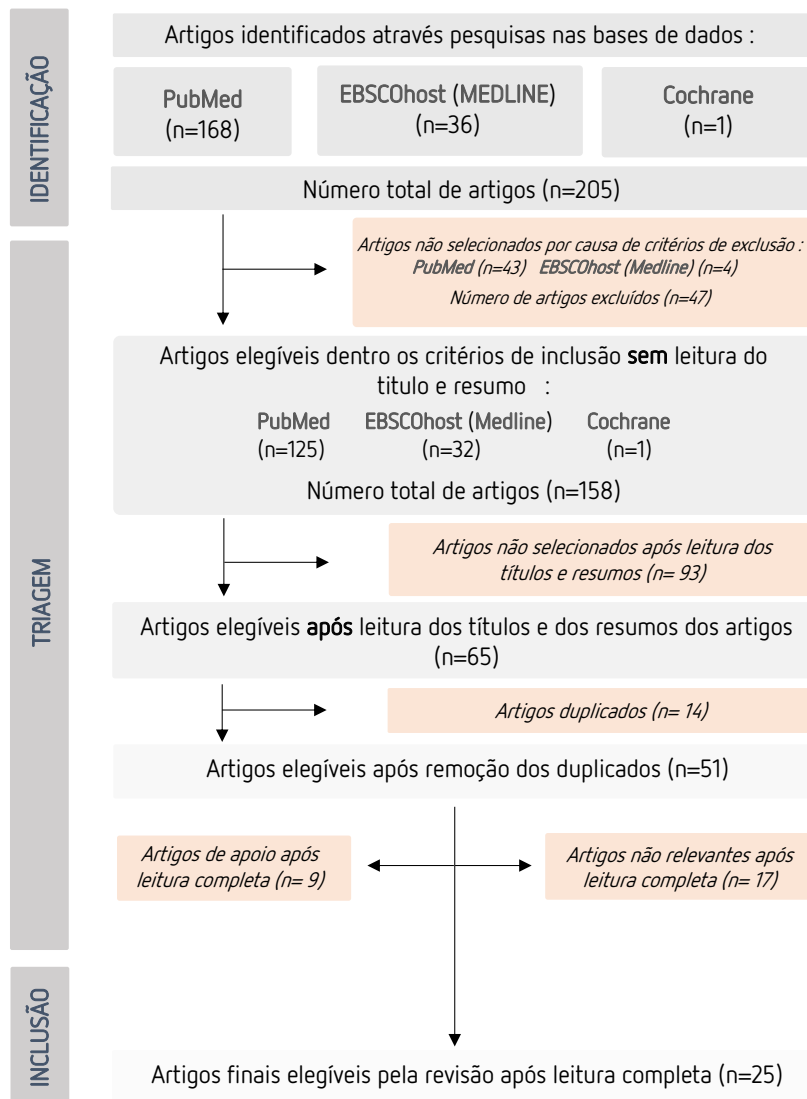 IDENTIFICAÇÃO
Artigos identificados através pesquisas nas bases de dados :
PubMed
(n=168)
EBSCOhost (MEDLINE)
(n=36)
Cochrane
(n=1)
Número total de artigos (n=205)
TRIAGEM
Artigos não selecionados por causa de critérios de exclusão :
PubMed (n=43) EBSCOhost (Medline) (n=4)
Número de artigos excluídos (n=47)
Artigos elegíveis dentro os critérios de inclusão sem leitura do
titulo e resumo :
PubMed EBSCOhost (Medline) Cochrane
(n=125) (n=32) (n=1)
Número total de artigos (n=158)
Artigos não selecionados após leitura dos
títulos e resumos (n= 93)
Artigos elegíveis após leitura dos títulos e dos resumos dos artigos
(n=65)
Artigos duplicados (n= 14)
Artigos elegíveis após remoção dos duplicados (n=51)
Artigos de apoio após
leitura completa (n= 9)
Artigos não relevantes após
leitura completa (n= 17)
INCLUSÃO
Artigos finais elegíveis pela revisão após leitura completa (n=25)